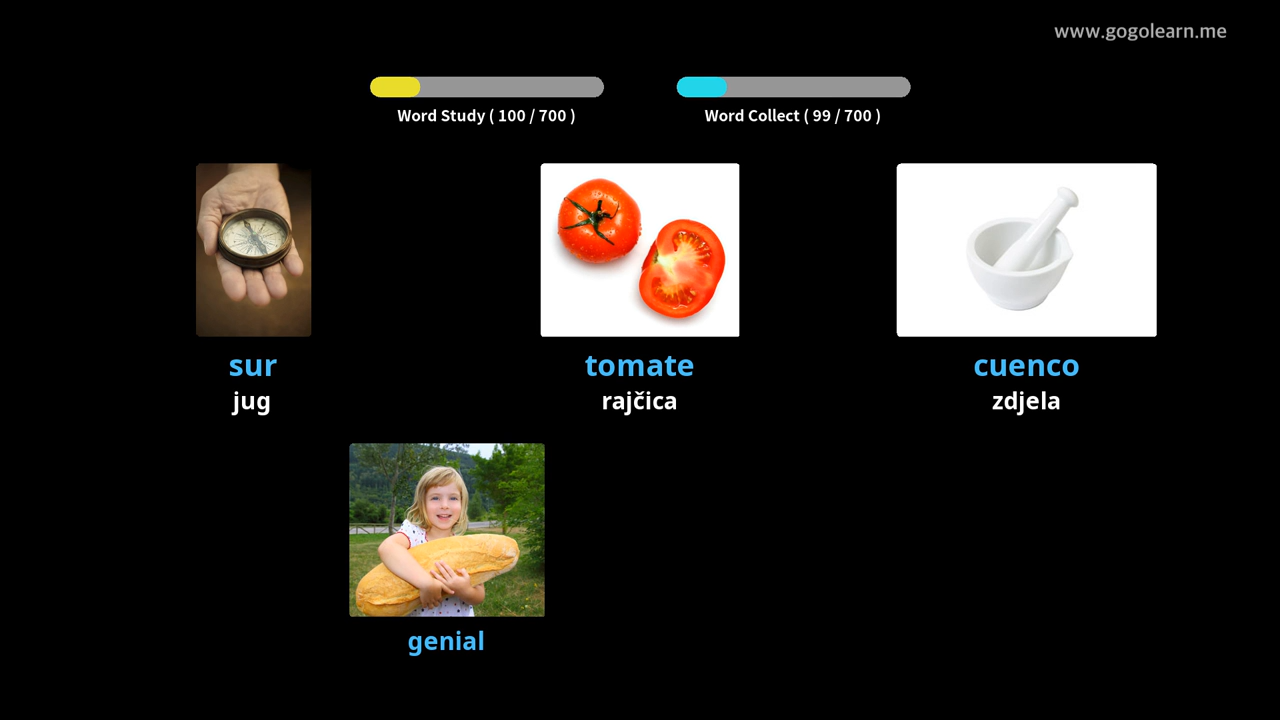 www.gogolearn.me
Word Study ( 100 / 700 )
Word Collect ( 99 / 700 )
sur
jug
tomate
rajčica
cuenco
zdjela
genial